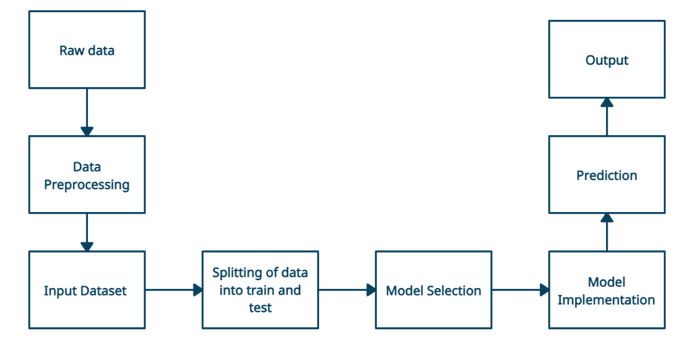 Raw data
Data
Preprocessing
Input Dataset
Splitting of data
into train and
test
Model Selection
Model
Implementation
Prediction
Output